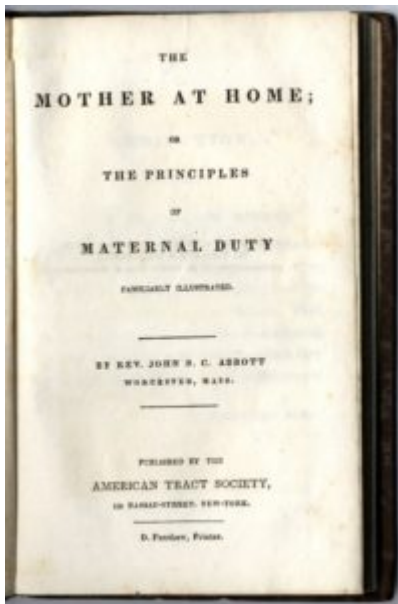 THE
MOTHER AT HOME;
OR
THE PRINCIPLES
OF
MATERNAL DUTY
FAMILIARLY ILLUSTRATED.
BY REV. JOHN S. C. ABBOTT
WORCESTER, MASS.
PUBLISHED BY THE
AMERICAN TRACT SOCIETY,
NASSAU-STREET, NEW-YORK.
D. Fanshaw, Printer.